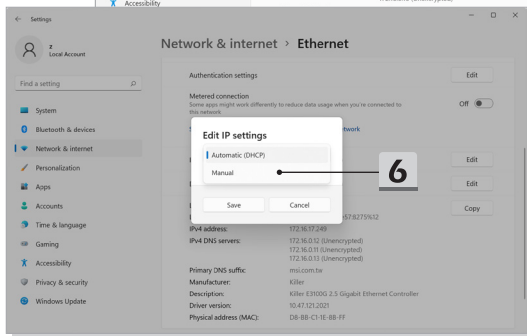 Accessibility
Settings
z
Local Account
Find a setting
System
Bluetooth & devices
Network & internet
Personalization
Apps
Accounts
Time & language
Gaming
Accessibility
Privacy & security
Windows Update
Network & internet > Ethernet
Authentication settings
Edit
Metered connection
Some apps might work differently to reduce data usage when you're connected to
this network
Off
Edit IP settings
Automatic (DHCP)
Manual
6
Save
Cancel
Edit
Edit
Copy
IPv4 address: 172.16.17.249
IPv4 DNS servers: 172.16.0.12 (Unencrypted)
172.16.0.11 (Unencrypted)
172.16.0.13 (Unencrypted)
Primary DNS suffix: msi.com.tw
Manufacturer: Killer
Description: Killer E3100G 2.5 Gigabit Ethernet Controller
Driver version: 10.47.121.2021
Physical address (MAC): D8-BB-C1-1E-8B-FF